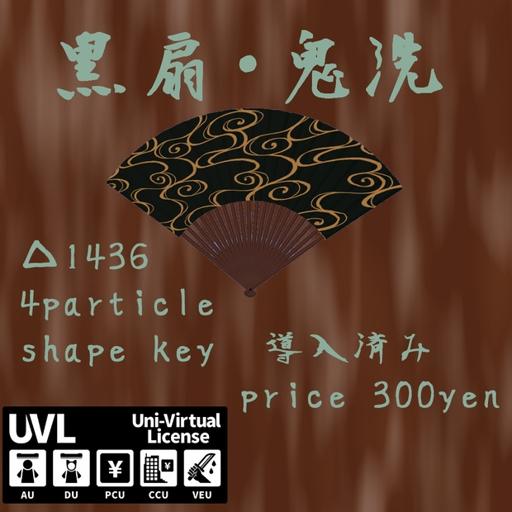 黒扇・鬼洗
△1436
4particle
shape key
導入済み
price 300yen
UVL
Uni-Virtual
License
AU DU PCU CCU VEU